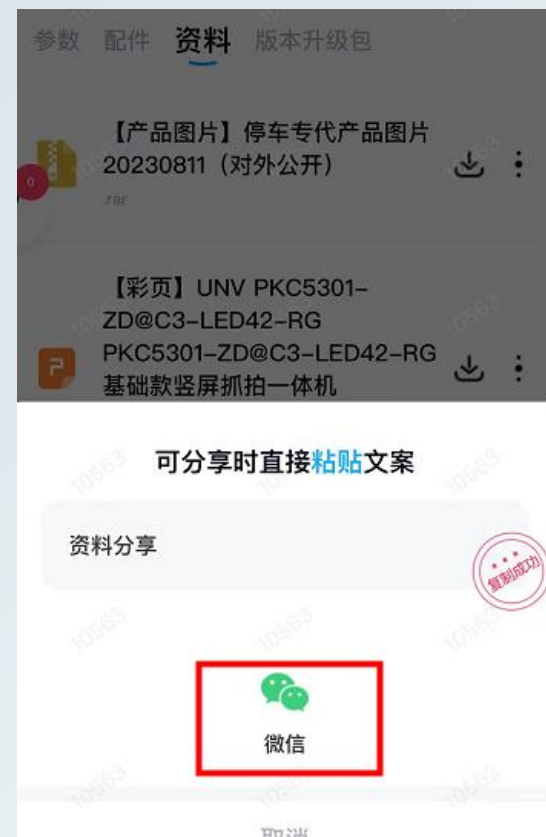 参数 配件 资料 版本升级包
【产品图片】停车专代产品图片
20230811（对外公开）
.rar
0
【彩页】UNV PKC5301-
ZD@C3-LED42-RG
PKC5301-ZD@C3-LED42-RG
基础款竖屏抓拍一体机
可分享时直接粘贴文案
资料分享
复制成功
微信
取消
10563